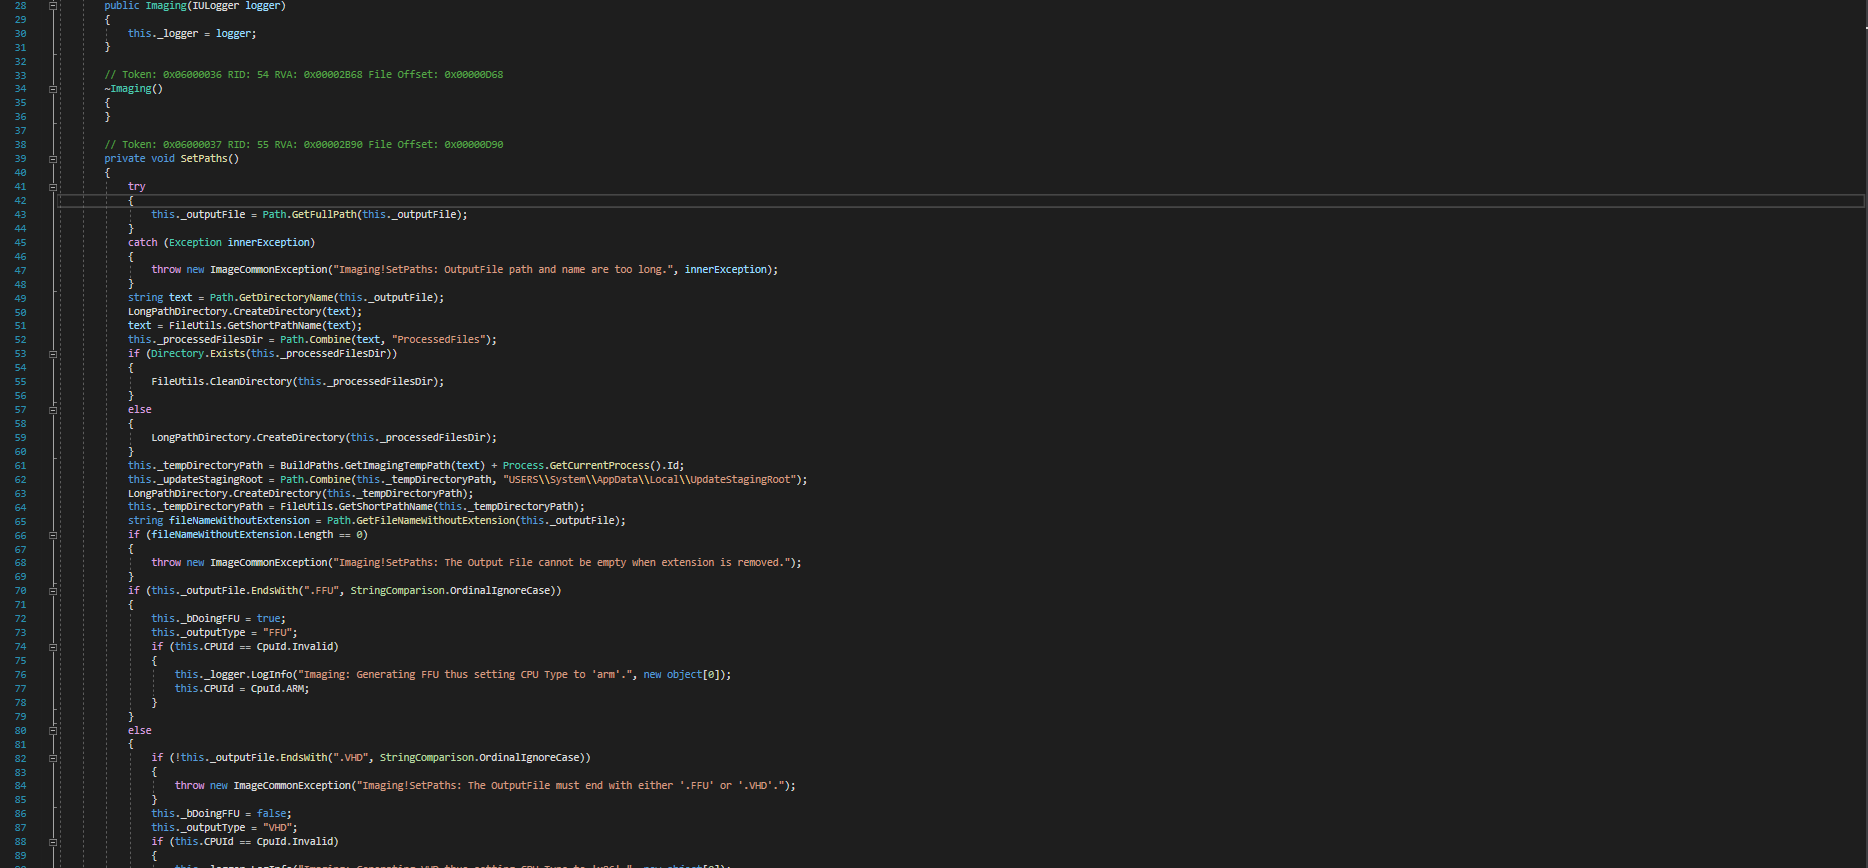 28 public Imaging(IULogger logger)
29 {
30 this._logger = logger;
31 }
32
33 // Token: 0x06000036 RID: 54 RVA: 0x00002B68 File Offset: 0x00000D68
34 ~Imaging()
35 {
36 }
37
38 // Token: 0x06000037 RID: 55 RVA: 0x00002B90 File Offset: 0x00000D90
39 private void SetPaths()
40 {
41 try
42 {
43 this._outputFile = Path.GetFullPath(this._outputFile);
44 }
45 catch (Exception innerException)
46 {
47 throw new ImageCommonException("Imaging!SetPaths: OutputFile path and name are too long.", innerException);
48 }
49 string text = Path.GetDirectoryName(this._outputFile);
50 LongPathDirectory.CreateDirectory(text);
51 text = FileUtils.GetShortPathName(text);
52 this._processedFilesDir = Path.Combine(text, "ProcessedFiles");
53 if (Directory.Exists(this._processedFilesDir))
54 {
55 FileUtils.CleanDirectory(this._processedFilesDir);
56 }
57 else
58 {
59 LongPathDirectory.CreateDirectory(this._processedFilesDir);
60 }
61 this._tempDirectoryPath = BuildPaths.GetImagingTempPath(text) + Process.GetCurrentProcess().Id;
62 this._updateStagingRoot = Path.Combine(this._tempDirectoryPath, "USERS\\System\\AppData\\Local\\UpdateStagingRoot");
63 LongPathDirectory.CreateDirectory(this._tempDirectoryPath);
64 this._tempDirectoryPath = FileUtils.GetShortPathName(this._tempDirectoryPath);
65 string fileNameWithoutExtension = Path.GetFileNameWithoutExtension(this._outputFile);
66 if (fileNameWithoutExtension.Length == 0)
67 {
68 throw new ImageCommonException("Imaging!SetPaths: The Output File cannot be empty when extension is removed.");
69 }
70 if (this._outputFile.EndsWith(".FFU", StringComparison.OrdinalIgnoreCase))
71 {
72 this._bDoingFFU = true;
73 this._outputType = "FFU";
74 if (this.CPUId == CpuId.Invalid)
75 {
76 this._logger.LogInfo("Imaging: Generating FFU thus setting CPU Type to 'arm'.", new object[0]);
77 this.CPUId = CpuId.ARM;
78 }
79 }
80 else
81 {
82 if (!this._outputFile.EndsWith(".VHD", StringComparison.OrdinalIgnoreCase))
83 {
84 throw new ImageCommonException("Imaging!SetPaths: The OutputFile must end with either '.FFU' or '.VHD'.");
85 }
86 this._bDoingFFU = false;
87 this._outputType = "VHD";
88 if (this.CPUId == CpuId.Invalid)
89 {